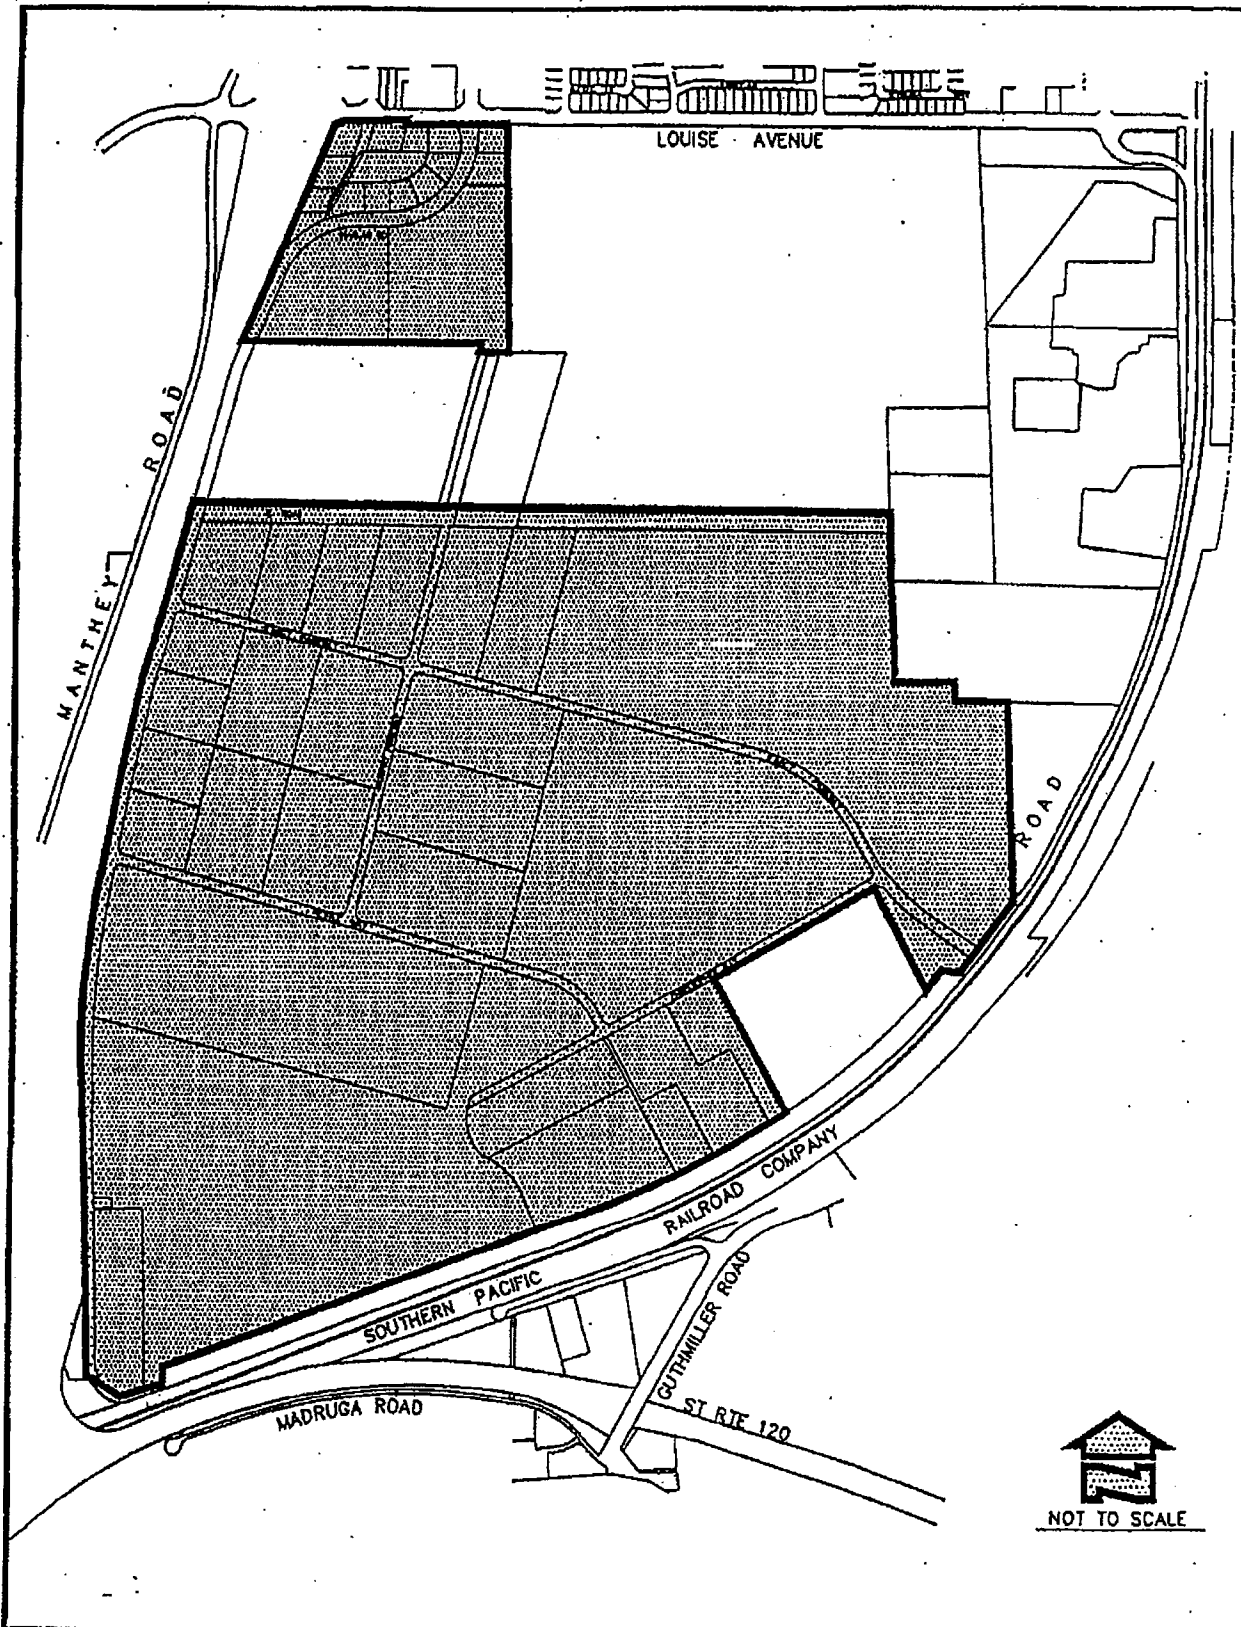 LOUISE AVENUE
MANTHEY ROAD
ROAD
SOUTHERN PACIFIC RAILROAD COMPANY
GUTHMILLER ROAD
MADRUGA ROAD
ST RTE 120
N
NOT TO SCALE